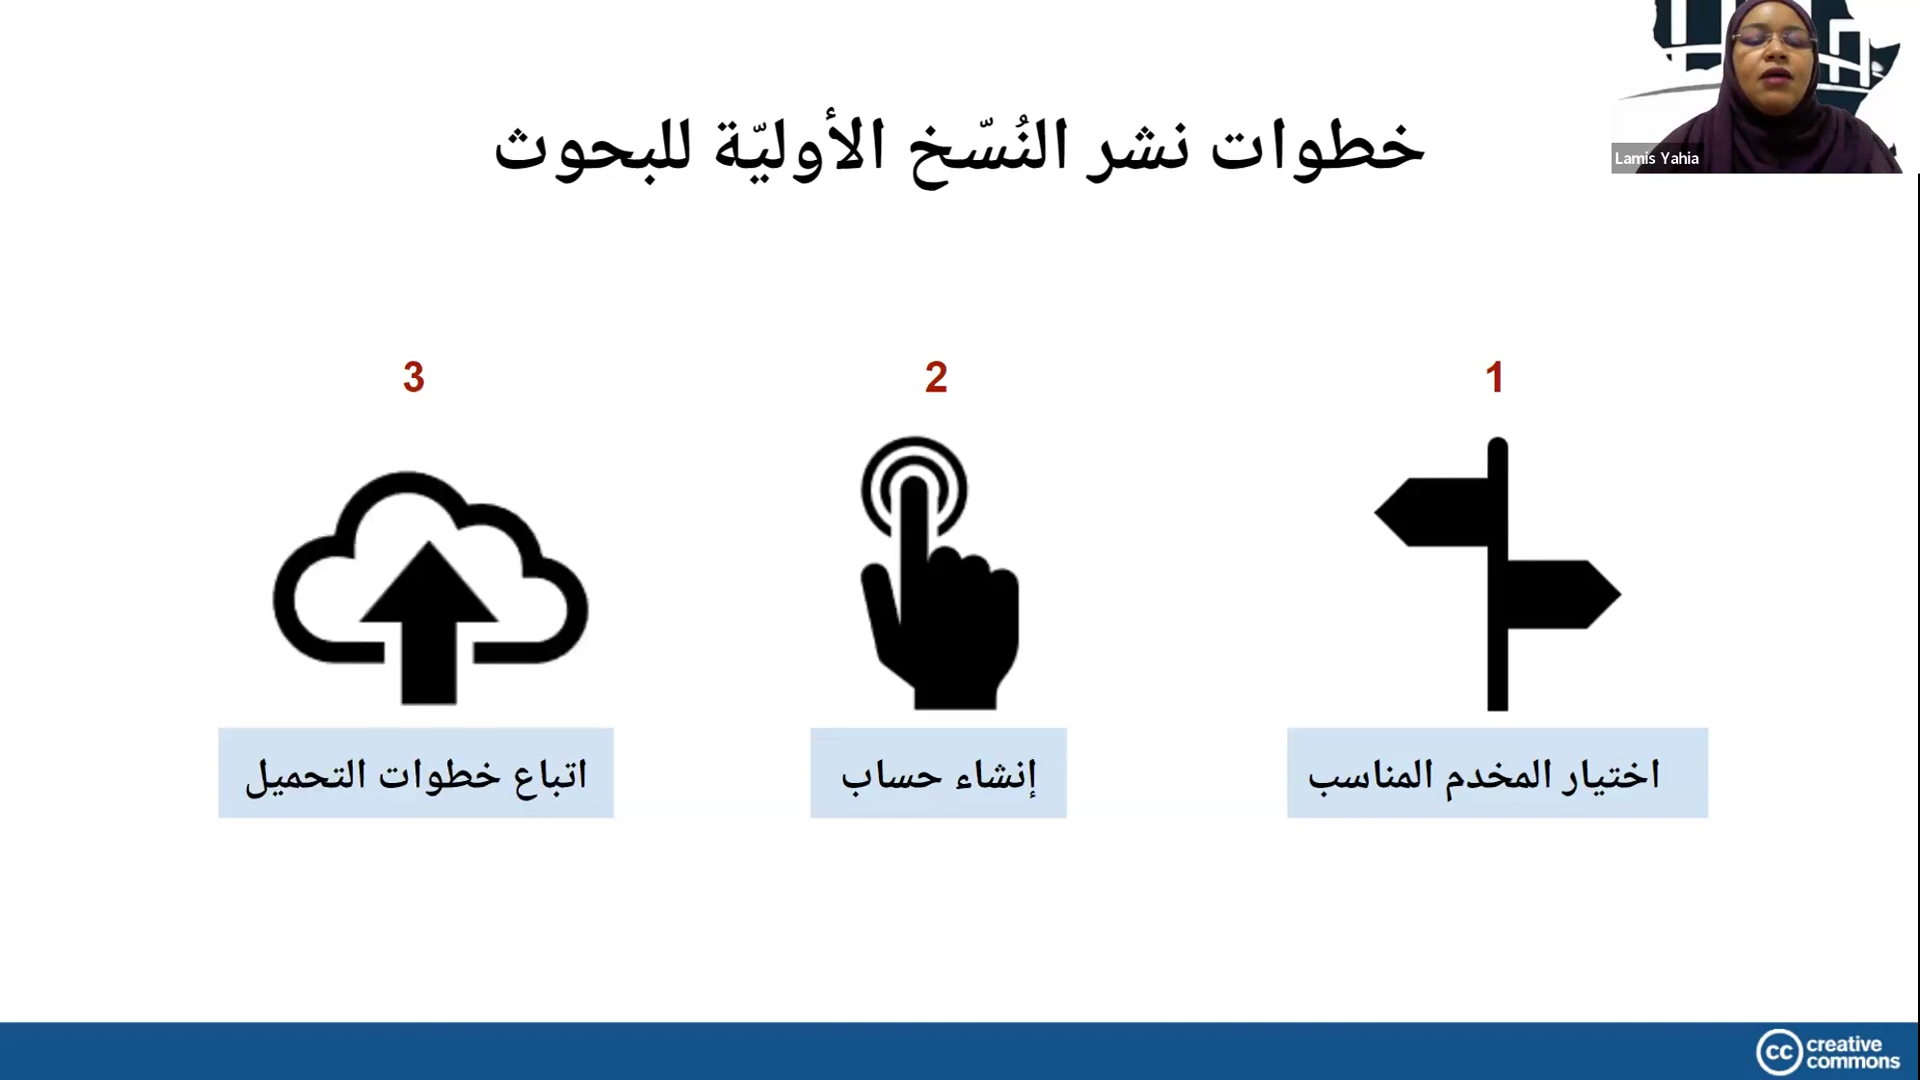 Lamis Yahia
خطوات نشر النُسّخ الأوليّة للبحوث
1
2
3
اختيار المخدم المناسب
إنشاء حساب
اتباع خطوات التحميل
cc creative
commons